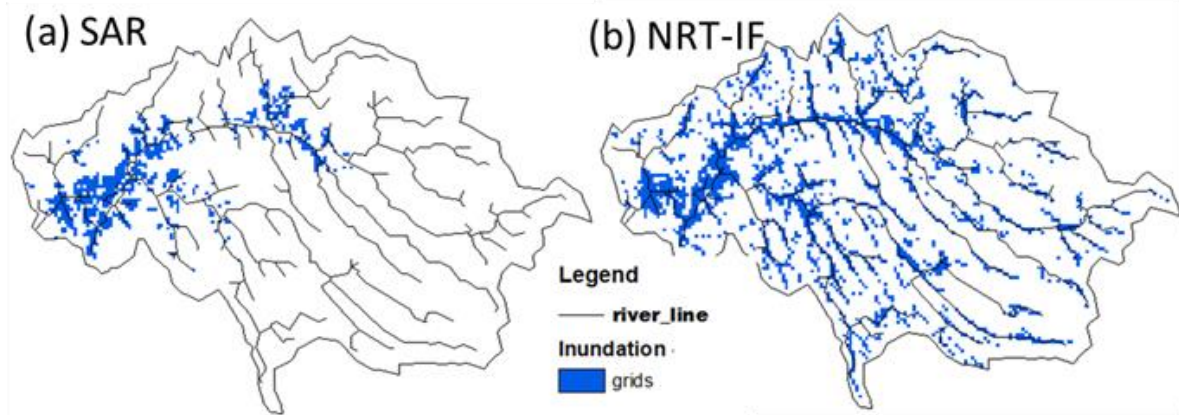 (a) SAR
(b) NRT-IF
Legend
river_line
Inundation
grids